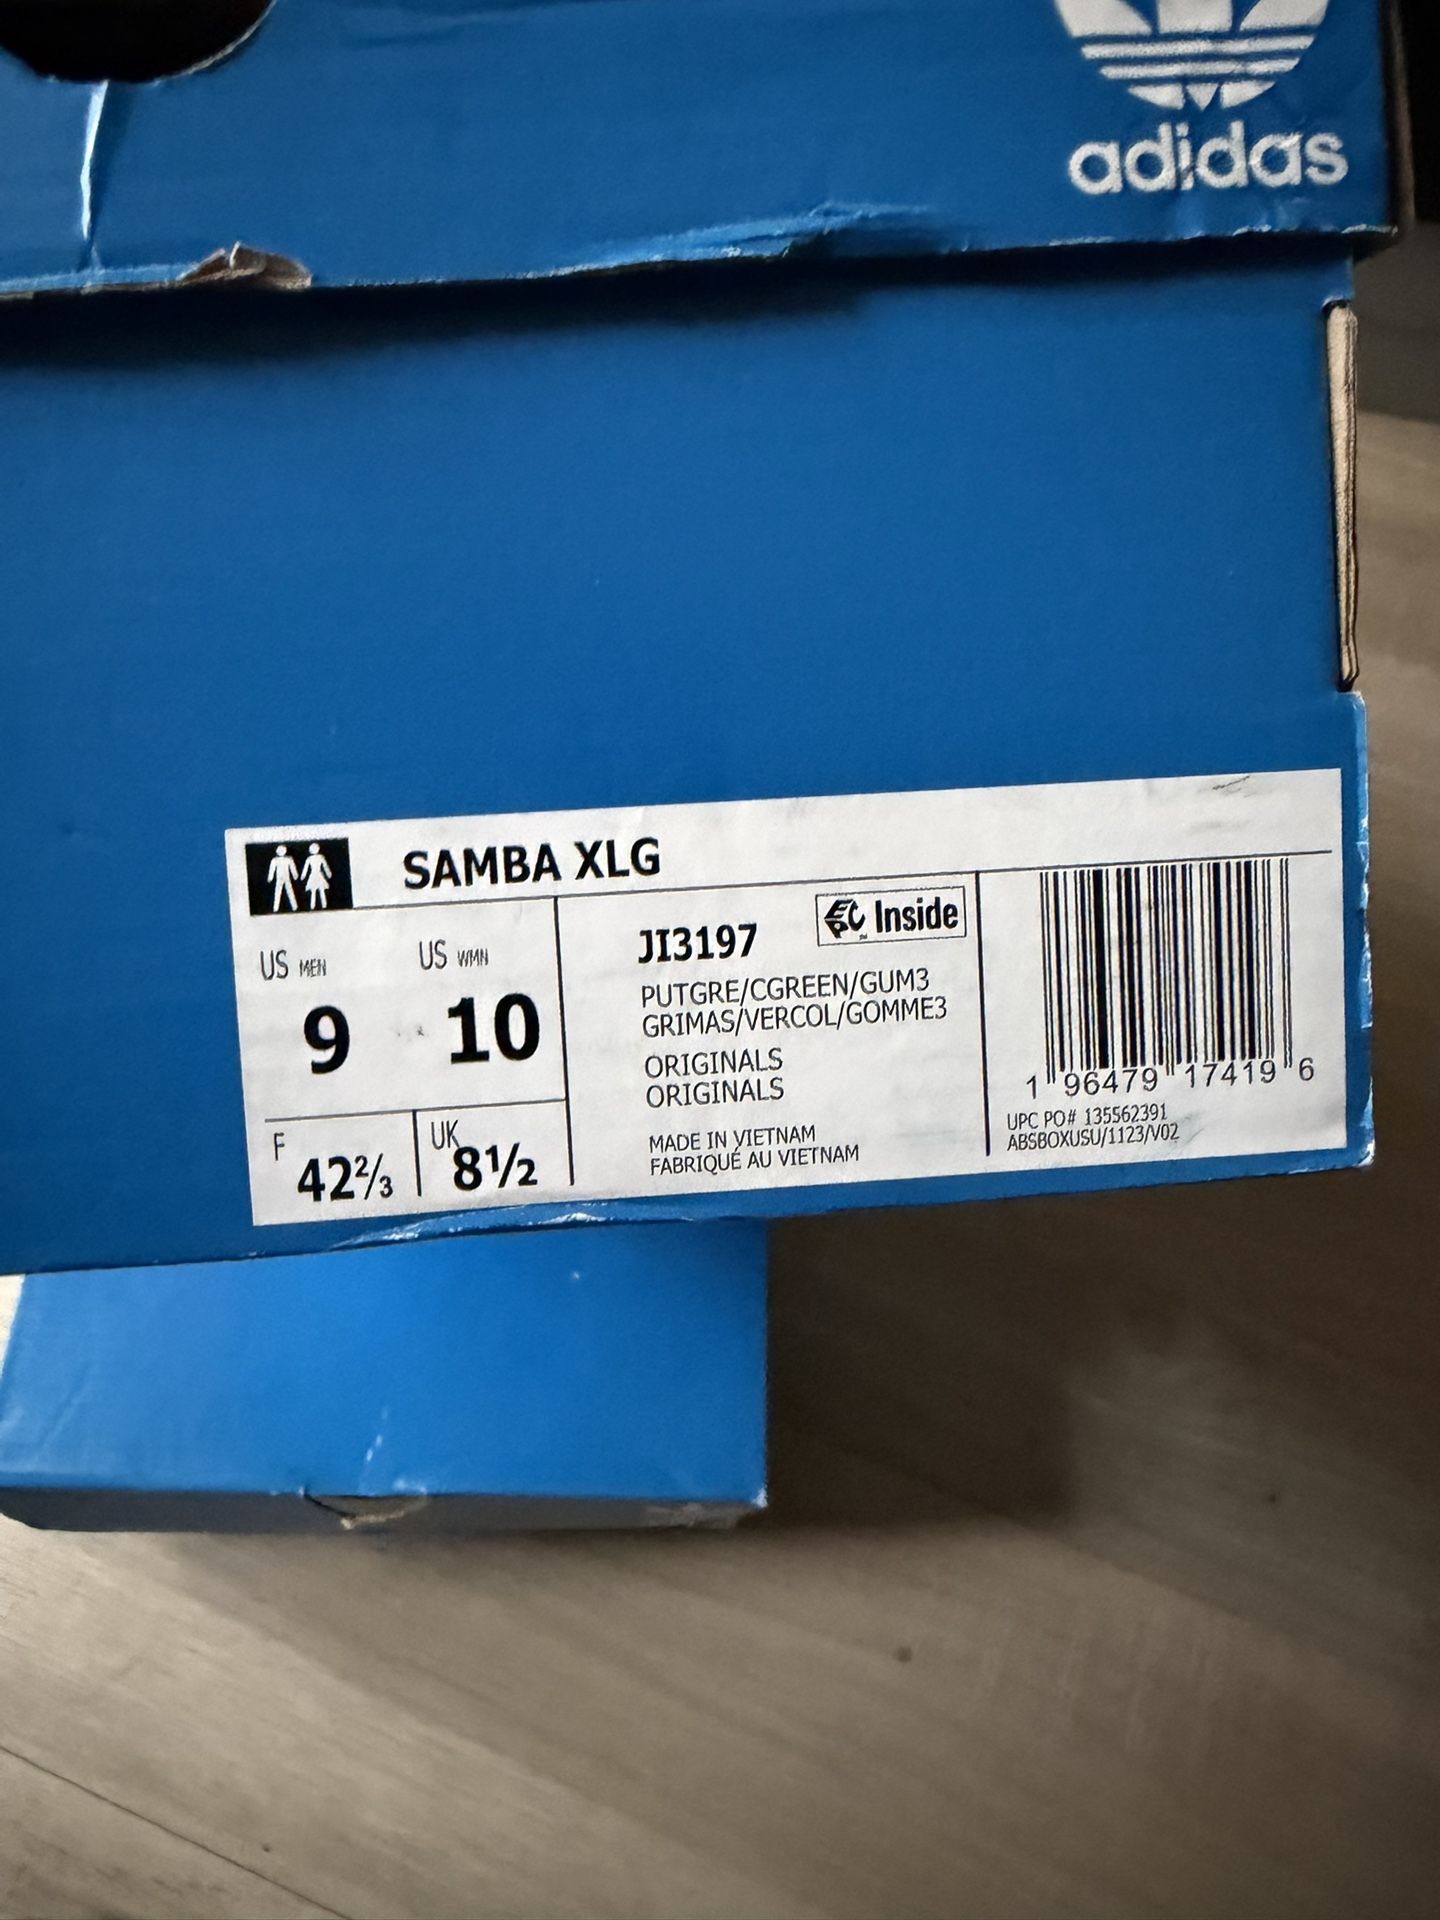 adidas
SAMBA XLG
US MEN
9
US WMN
10
F
42⅔
UK
8½
JI3197
EPC Inside
PUTGRE/CGREEN/GUM3
GRIMAS/VERCOL/GOMME3
ORIGINALS
ORIGINALS
MADE IN VIETNAM
FABRIQUÉ AU VIETNAM
1 96479 17419 6
UPC PO# 135562391
ABSBOXUSU/1123/V02